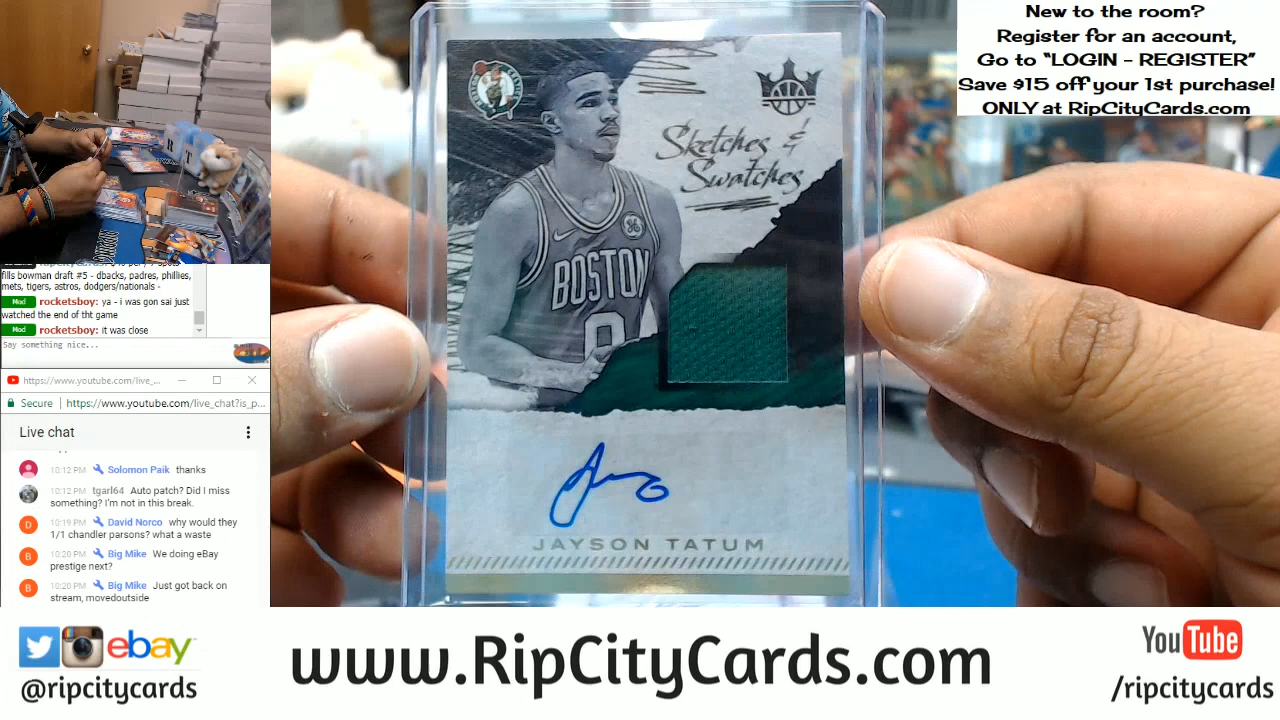 New to the room?
Register for an account,
Go to "LOGIN - REGISTER"
Save $15 off your 1st purchase!
ONLY at RipCityCards.com
Sketches &
Swatches
BOSTON
0
JAYSON TATUM
R T
fills bowman draft #5 - dbacks, padres, phillies,
mets, tigers, astros, dodgers/nationals -
Mod rocketsboy: ya - i was gon sai just
watched the end of tht game
Mod rocketsboy: it was close
Say something nice...
https://www.youtube.com/live_...
Secure https://www.youtube.com/live_chat?is_p...
Live chat
10:12 PM Solomon Paik thanks
10:12 PM tgarl64 Auto patch? Did I miss
something? I'm not in this break.
D 10:19 PM David Norco why would they
1/1 chandler parsons? what a waste
B 10:20 PM Big Mike We doing eBay
prestige next?
B 10:20 PM Big Mike Just got back on
stream, movedoutside
ebay
@ripcitycards
www.RipCityCards.com
YouTube
/ripcitycards